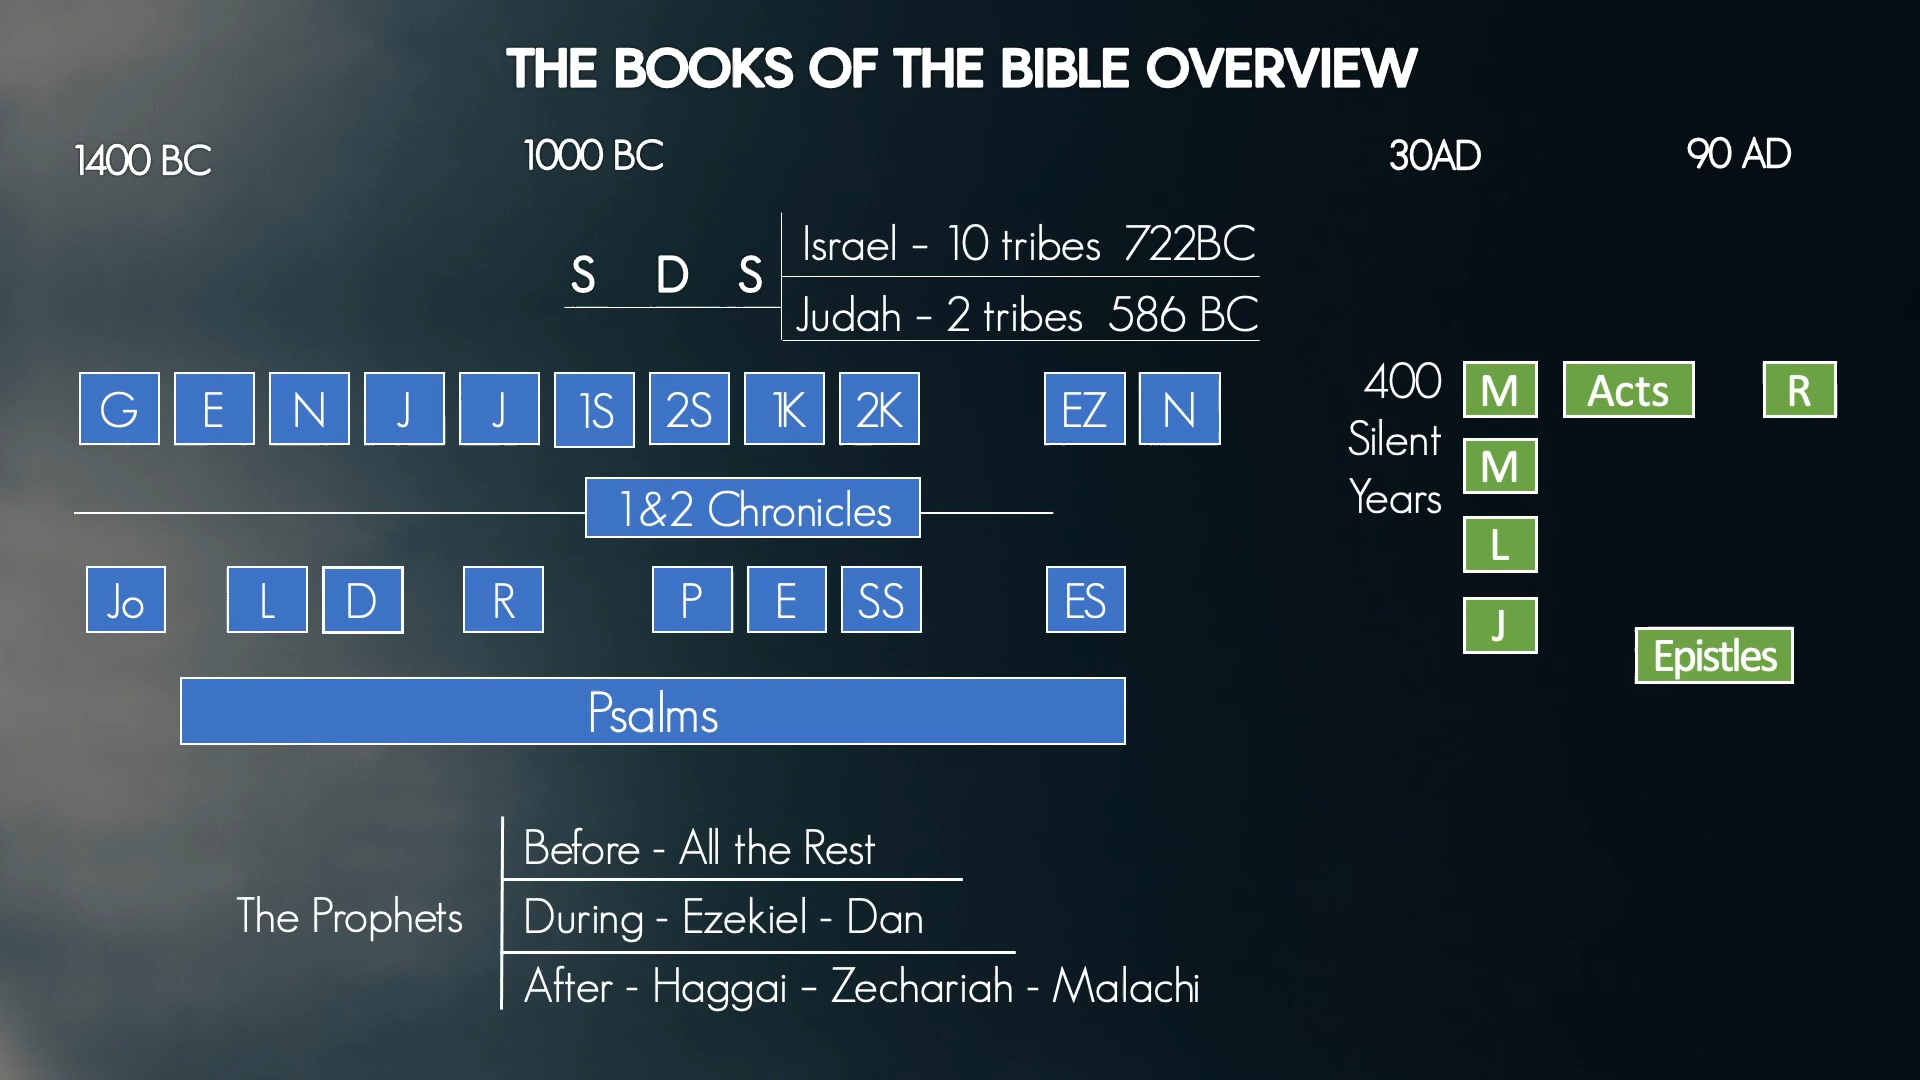 THE BOOKS OF THE BIBLE OVERVIEW
1400 BC 1000 BC 30AD 90 AD
S D S
Israel – 10 tribes 722BC
Judah – 2 tribes 586 BC
G E N J J 1S 2S 1K 2K EZ N
400
Silent
Years
M Acts R
M
L
J
Epistles
1&2 Chronicles
Jo L D R P E SS ES
Psalms
The Prophets
Before - All the Rest
During - Ezekiel - Dan
After - Haggai – Zechariah - Malachi